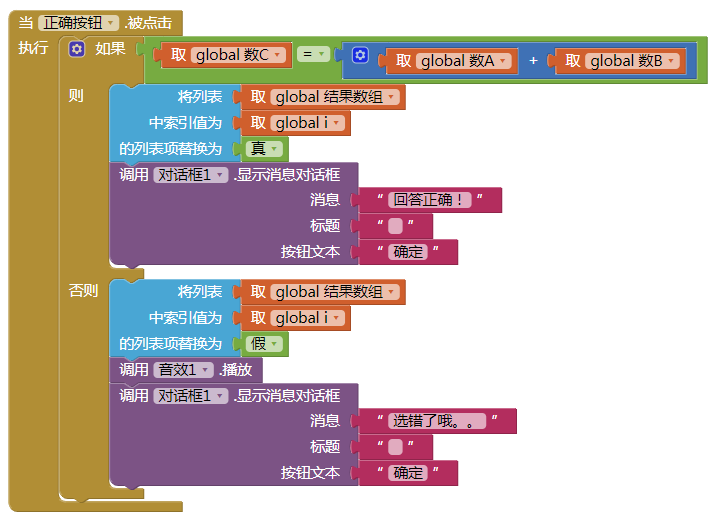 当 正确按钮 .被点击
执行 如果 取 global 数C = 取 global 数A + 取 global 数B
则 将列表 取 global 结果数组
中索引值为 取 global i
的列表项替换为 真
调用 对话框1 .显示消息对话框
消息 “ 回答正确！ ”
标题 “ ”
按钮文本 “ 确定 ”
否则 将列表 取 global 结果数组
中索引值为 取 global i
的列表项替换为 假
调用 音效1 .播放
调用 对话框1 .显示消息对话框
消息 “ 选错了哦。。 ”
标题 “ ”
按钮文本 “ 确定 ”